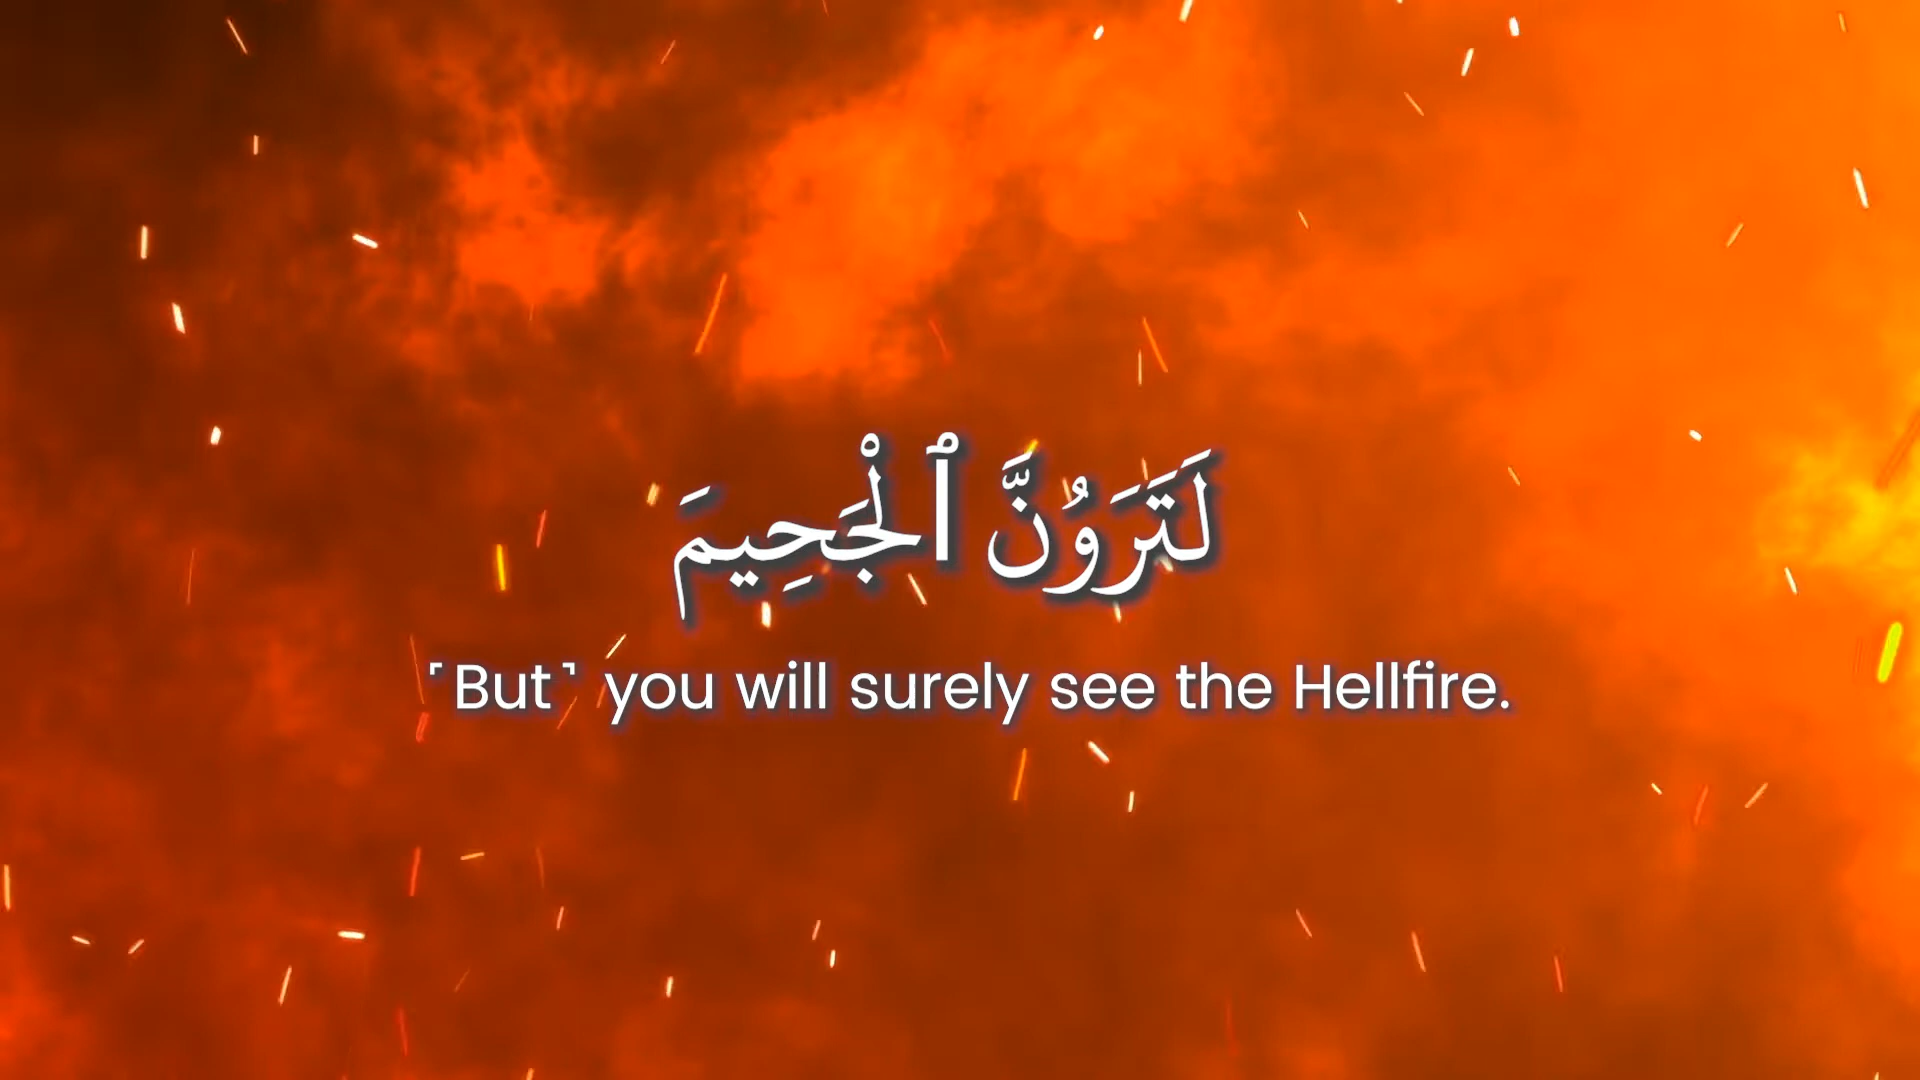 لَتَرَوُنَّ ٱلْجَحِيمَ
⸢But⸣ you will surely see the Hellfire.